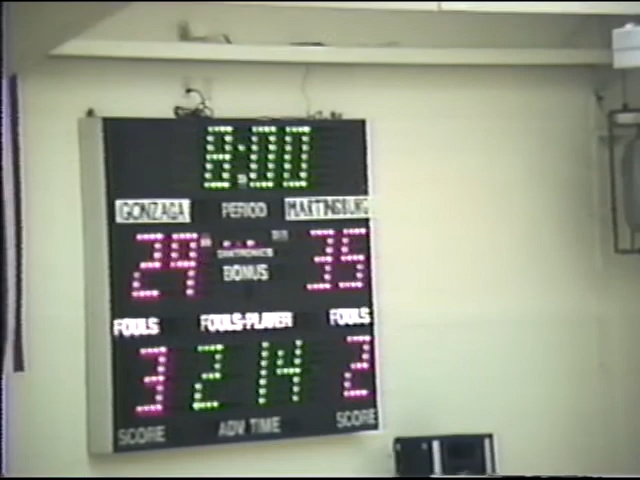 8:00
GONZAGA PERIOD MARTINSBURG
29 DAKTRONICS 35
BONUS
FOULS FOULS-PLAYER FOULS
3 2 14 2
SCORE ADV TIME SCORE